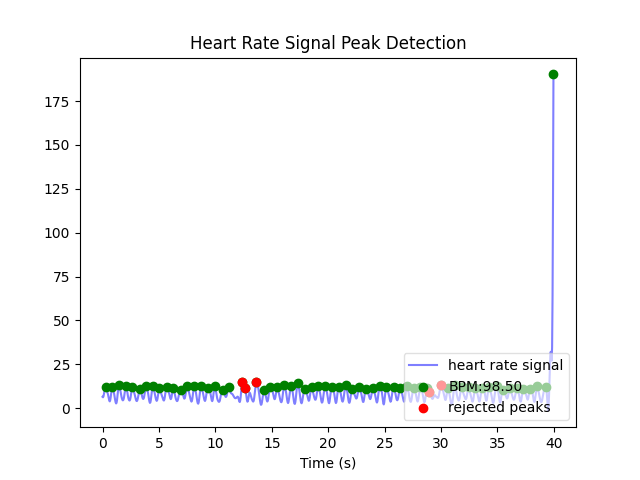 Heart Rate Signal Peak Detection
175
150
125
100
75
50
25
0
heart rate signal
BPM:98.50
rejected peaks
0 5 10 15 20 25 30 35 40
Time (s)